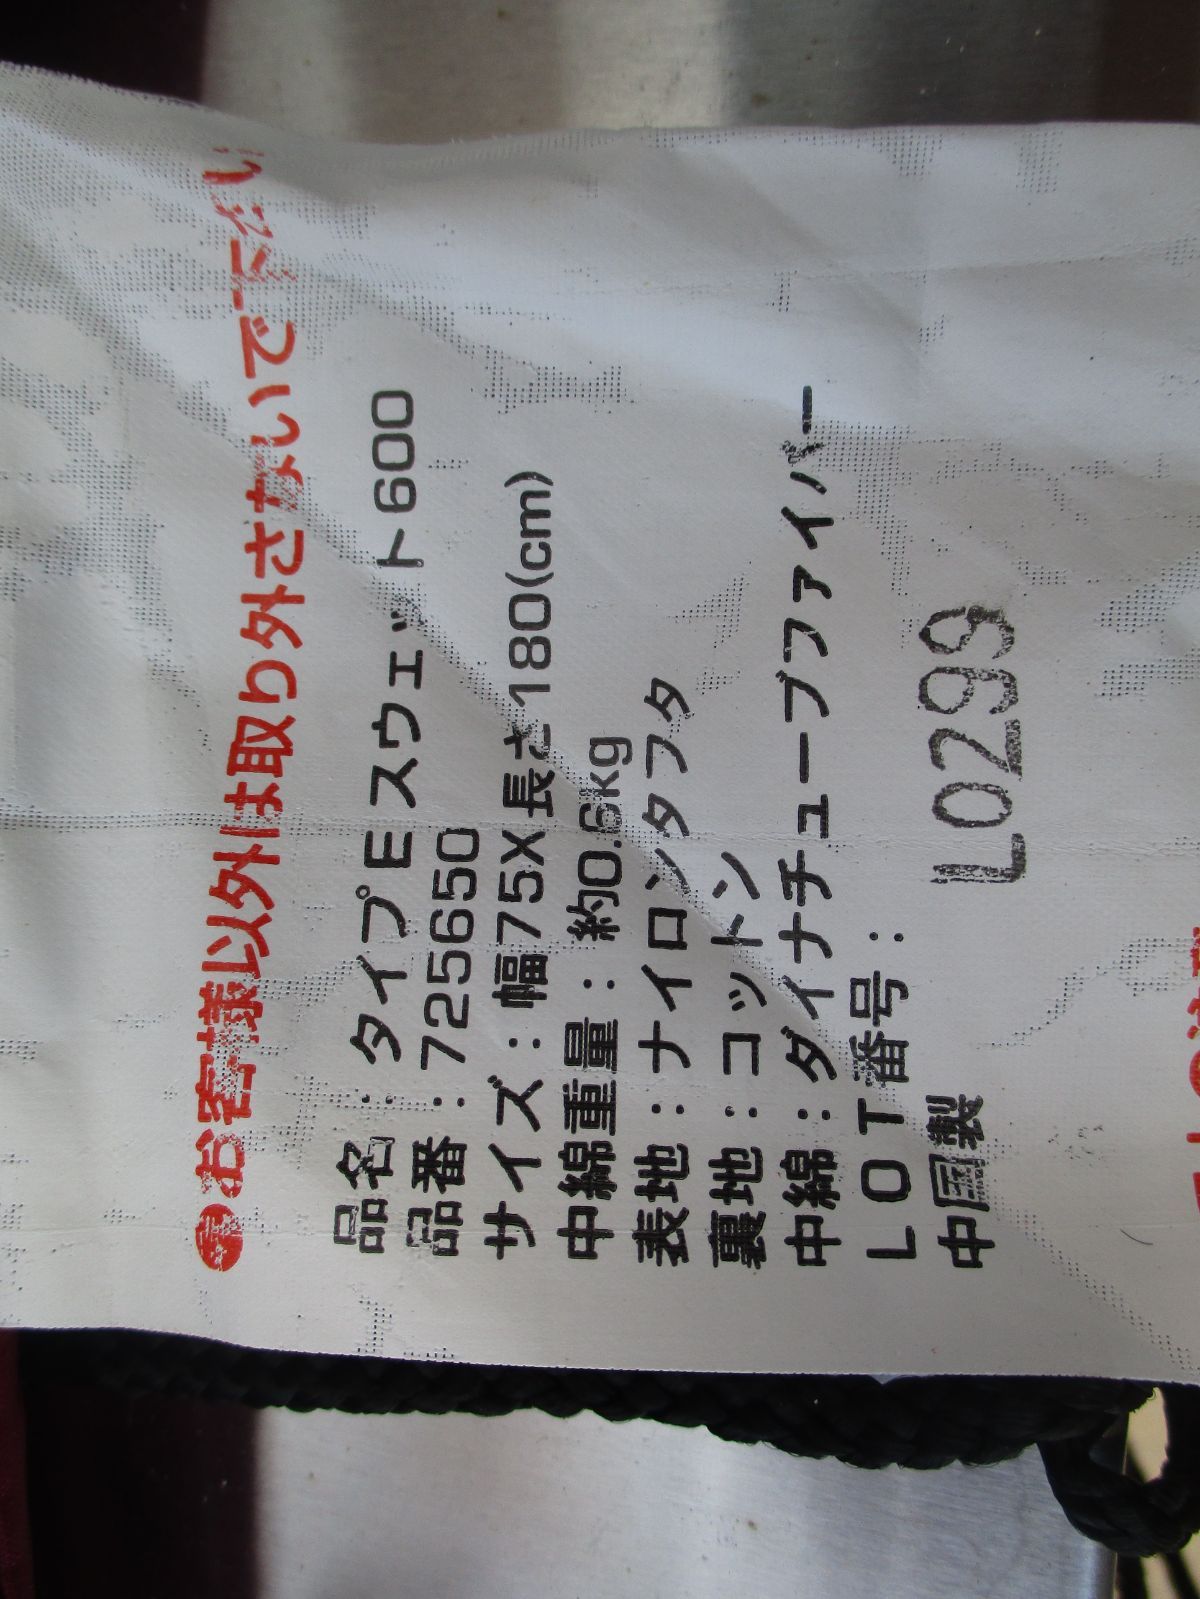 お客様以外は取り外さないで下さい
品名：タイプEスウェット600
品番：725650
サイズ：幅75X長さ180(cm)
中綿重量：約0.6kg
表地：ナイロンタフタ
裏地：コットン
中綿：ダイナチューブファイバー
LOT番号：
L0299
中国製